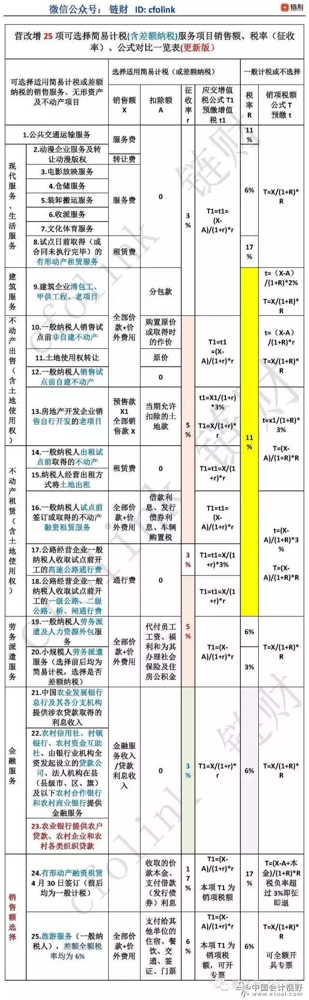 微信公众号： 链财 ID: cfolink
链财
营改增 25 项可选择简易计税(含差额纳税)服务项目销售额、税率（征收
率）、公式对比一览表(更新版)
可选择适用简易计税或差额
纳税的销售服务、无形资产
及不动产项目
选择适用简易计税（或差额纳税）
一般计税或不选择
销售额
X
扣除额
A
征
收
率
r
应交增值
税公式 T1
预缴增值
税 t1
税
率
R
销项税额
公式 T
预缴 t
1.公共交通运输服务
服务费
0
3
%
T1=t1=
(X-
A)/(1+r)*r
11
%
T=X/(1+R)*
R
现
代
服
务
、
生
活
服
务
2.动漫企业服务及转
让动漫版权
转让费
6%
3.电影放映服务
4.仓储服务
5.装卸搬运服务
6.收派服务
7.文化体育服务
服务费
8.试点日前取得（或
合同未执行完毕）的
有形动产租赁服务
租赁费
17
%
建
筑
服
务
9.建筑企业清包工、
甲供工程、老项目
全部价
款+价
外费用
分包款
11
%
t=（X-A）
/(1+R)*2%
T=X/(1+R)*
R
不
动
产
出
售
（
含
土
地
使
用
权
）
10.一般纳税人销售试
点前非自建不动产
购置原价
或取得时
的作价
5
%
T1=t1
=(X-
A)/(1+r)*r
t=（X-A）
/(1+R)*r
T=X/(1+R)*
R
11.土地使用权转让
原价
12.一般纳税人销售试
点前自建不动产
0
13.房地产开发企业销
售自行开发的老项目
预售款
X1
全部销
售款 X
当期允许
扣除的土
地款
t1=X1/(1+r)
*3%
T1=X/(1+r)*
r
t=x1/(1+R)*
3%
T=(X-
A)/(1+R)*R
不
动
产
租
赁
（
含
土
地
使
用
权
）
14.一般纳税人出租试
点前取得的不动产
15.纳税人经营出租方
式将土地出租
租赁费
0
T1=t1=X/(1
+r)*r
16.一般纳税人试点前
签订或取得的不动产
融资租赁服务
全部价
款+价
外费用
借款利
息、发行
债券利
息、车辆
购置税
T1=t1=
(X-
A)/(1+r)*r
t=(X-
A)/(1+R)*3
%
T=(X-
A)/(1+R)*R
17.公路经营企业一般
纳税人收取试点前开
工的高速公路通行费
通行费
0
3
%
T1=t1=X/(1
+r)*3%
18.公路经营企业一般
纳税人收取试点前开
工的一级公路、二级
公路、桥、闸通行费
5
%
T1=t1=X/(1
+r)*r
劳
务
派
遣
服
务
19.一般纳税人劳务派
遣及人力资源外包服
务
全部价
款+价
外费用
代付员工
工资、福
利和为其
办理社会
保险及住
房公积金
T1=(X-
A)/(1+r)*r
6%
T=X/(1+R)*
R
20.小规模人劳务派遣
服务（选择前后均为
简易计税，选择是否
差额纳税）
3%
金
融
服
务
21.中国农业发展银行
总行及其各分支机构
提供涉农贷款取得的
利息收入
22.农村信用社、村镇
银行、农村资金互助
社、由银行业机构全
资发起设立的贷款公
司、法人机构在县
（县级市、区、旗）
及以下农村合作银行
和农村商业银行提供
金融服务
23.农业银行提供农户
贷款、农村企业和农
村各类组织贷款
金融服
务收入
/贷款
利息收
入
0
3
%
T1=X/(1+r)*
r
6%
T=X/(1+R)*
R
销
售
额
选
择
24.有形动产融资租赁
4 月 30 日签订（前后
均为一般计税）
收取的价
款本金、
支付借款
（发行债
券）利息
1
7
%
T1=(X-
A)/(1+r)*r
本项 T1 为
销项税额
17
%
T=(X-A+本
金)/(1+R)*R
税负率超
过 3%即征
即退
25.旅游服务（一般纳
税人），差额全额税
率均为 6%
全部价
款+价
外费用
支付给其
他单位的
住宿、餐
饮、交
通、签
证、门票
6
%
T1=(X-
A)/(1+r)*r
本项 T1 为
销项税
额，可开
专票
6%
T=X/(1+R)*
R
可全额开
具专票
链财
cfolink
链财
cfolink
链财
cfolink
微信号: cfolink
中国会计视野
www.esnai.com